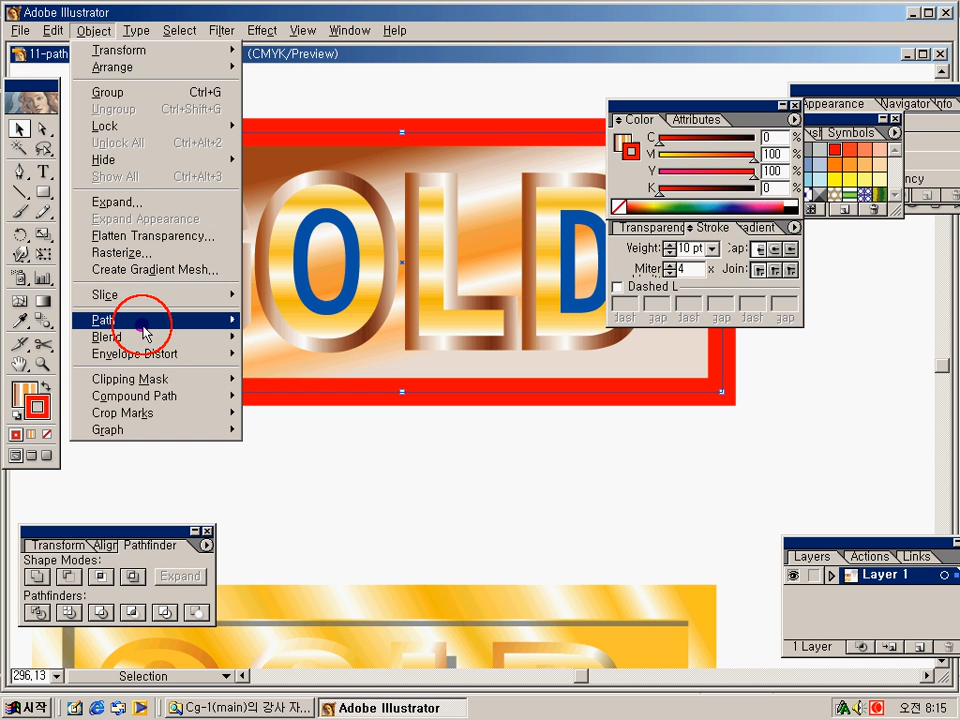 Adobe Illustrator
File Edit Object Type Select Filter Effect View Window Help
11-path (CMYK/Preview)
Transform
Arrange
Group Ctrl+G
Ungroup Ctrl+Shift+G
Lock
Unlock All Ctrl+Alt+2
Hide
Show All Ctrl+Alt+3
Expand...
Expand Appearance
Flatten Transparency...
Rasterize...
Create Gradient Mesh...
Slice
Path
Blend
Envelope Distort
Clipping Mask
Compound Path
Crop Marks
Graph
OLD
Appearance Navigator Info
Color Attributes
Symbols
C 0 %
M 100 %
Y 100 %
K 0 %
Transparenc Stroke
Weight: 10 pt Cap:
Miter 4 x Join:
Dashed L
dash gap dash gap dash gap
Transform Align Pathfinder
Shape Modes:
Expand
Pathfinders:
Layers Actions Links
Layer 1
1 Layer
296,13 Selection
시작 Cg-1(main)의 강사 자... Adobe Illustrator 오전 8:15